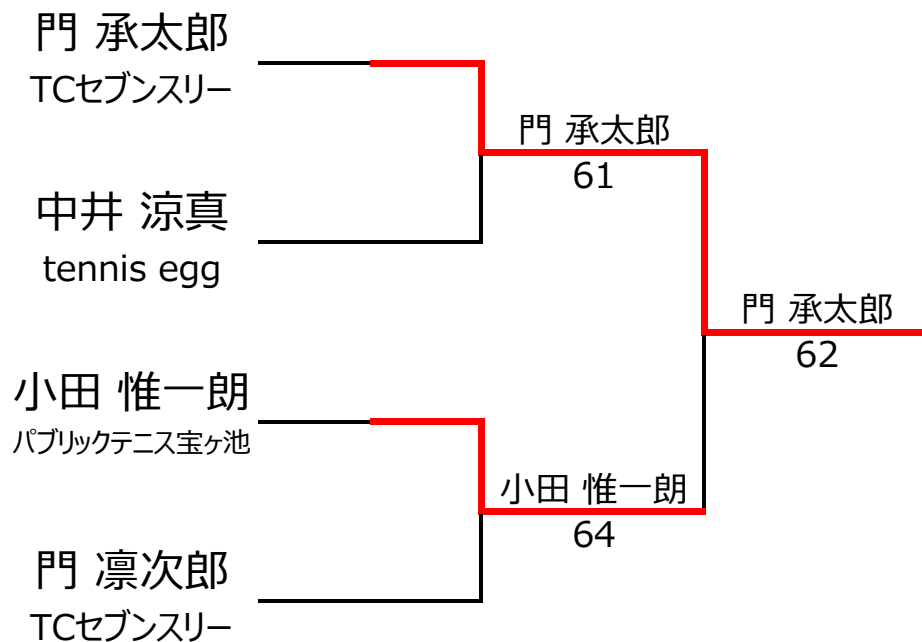 門 承太郎
TCセブンスリー
中井 涼真
tennis egg
小田 惟一朗
パブリックテニス宝ヶ池
門 凛次郎
TCセブンスリー
門 承太郎
61
小田 惟一朗
64
門 承太郎
62